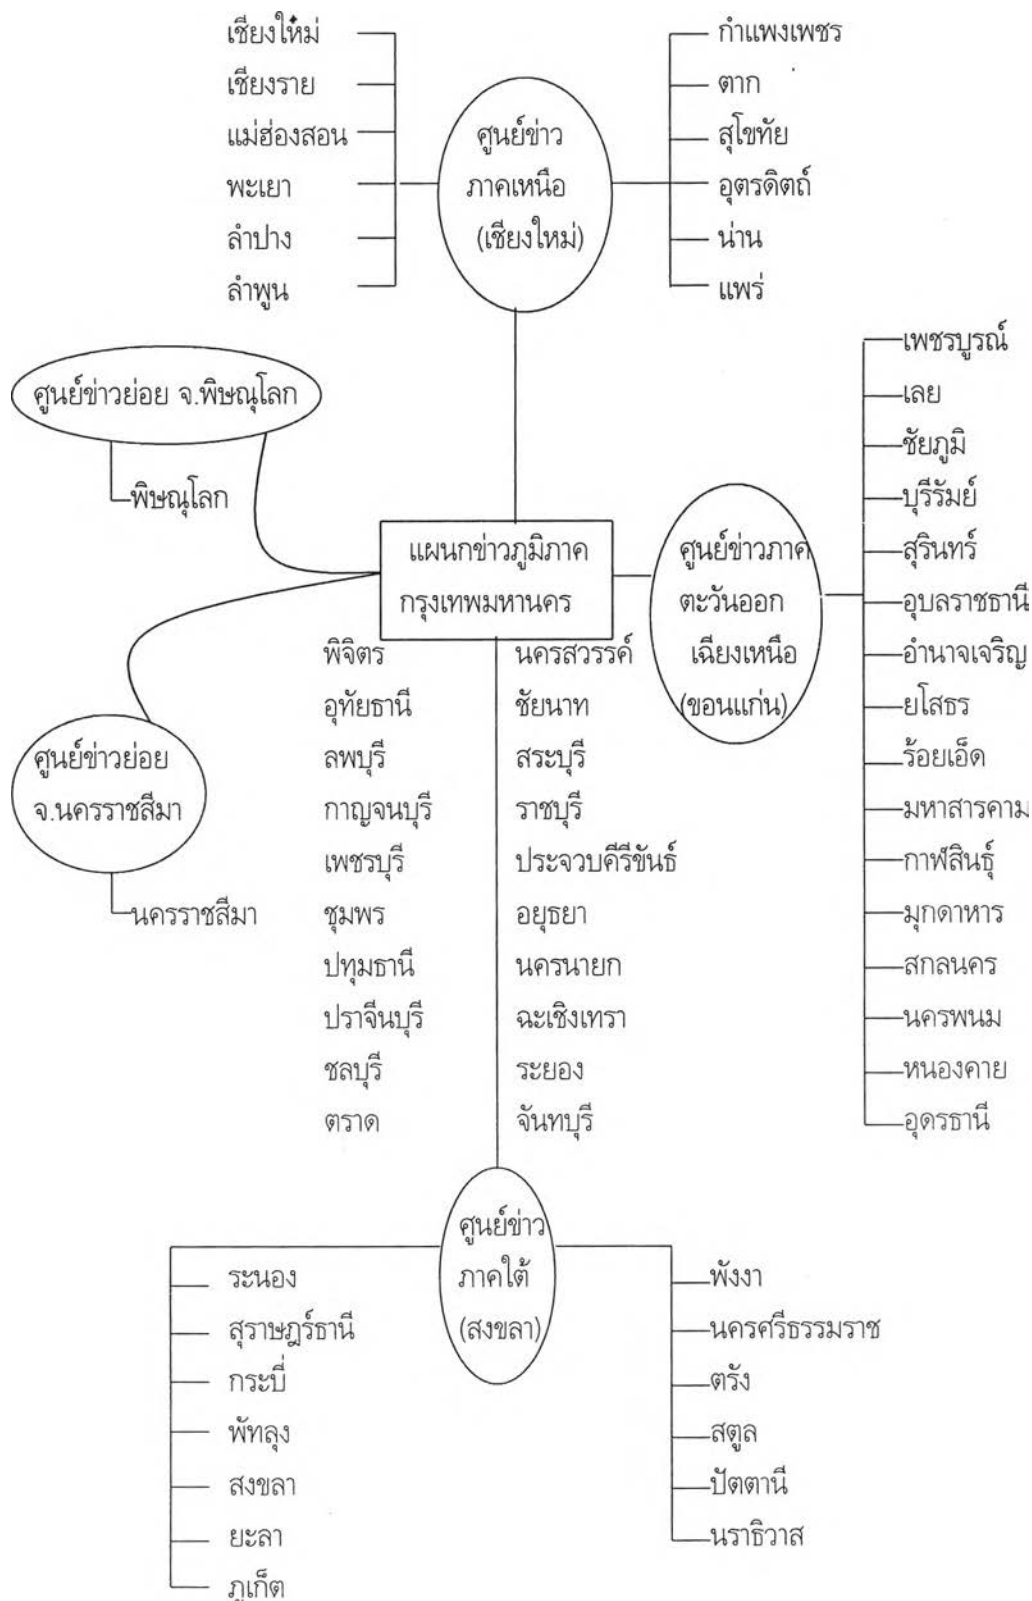 เชียงใหม่
เชียงราย
แม่ฮ่องสอน
พะเยา
ลำปาง
ลำพูน
ศูนย์ข่าว
ภาคเหนือ
(เชียงใหม่)
กำแพงเพชร
ตาก
สุโขทัย
อุตรดิตถ์
น่าน
แพร่
ศูนย์ข่าวย่อย จ.พิษณุโลก
พิษณุโลก
แผนกข่าวภูมิภาค
กรุงเทพมหานคร
ศูนย์ข่าวภาค
ตะวันออก
เฉียงเหนือ
(ขอนแก่น)
เพชรบูรณ์
เลย
ชัยภูมิ
บุรีรัมย์
สุรินทร์
อุบลราชธานี
อำนาจเจริญ
ยโสธร
ร้อยเอ็ด
มหาสารคาม
กาฬสินธุ์
มุกดาหาร
สกลนคร
นครพนม
หนองคาย
อุดรธานี
ศูนย์ข่าวย่อย
จ.นครราชสีมา
นครราชสีมา
พิจิตร นครสวรรค์
อุทัยธานี ชัยนาท
ลพบุรี สระบุรี
กาญจนบุรี ราชบุรี
เพชรบุรี ประจวบคีรีขันธ์
ชุมพร อยุธยา
ปทุมธานี นครนายก
ปราจีนบุรี ฉะเชิงเทรา
ชลบุรี ระยอง
ตราด จันทบุรี
ศูนย์ข่าว
ภาคใต้
(สงขลา)
ระนอง
สุราษฎร์ธานี
กระบี่
พัทลุง
สงขลา
ยะลา
ภูเก็ต
พังงา
นครศรีธรรมราช
ตรัง
สตูล
ปัตตานี
นราธิวาส